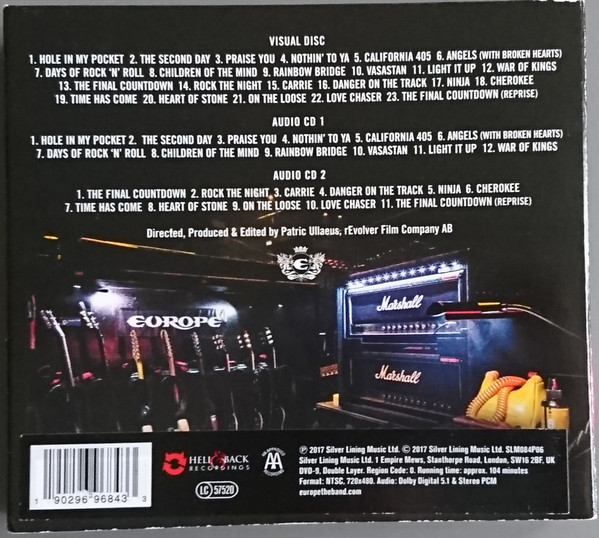 VISUAL DISC
1. HOLE IN MY POCKET 2. THE SECOND DAY 3. PRAISE YOU 4. NOTHIN' TO YA 5. CALIFORNIA 405 6. ANGELS (WITH BROKEN HEARTS)
7. DAYS OF ROCK 'N' ROLL 8. CHILDREN OF THE MIND 9. RAINBOW BRIDGE 10. VASASTAN 11. LIGHT IT UP 12. WAR OF KINGS
13. THE FINAL COUNTDOWN 14. ROCK THE NIGHT 15. CARRIE 16. DANGER ON THE TRACK 17. NINJA 18. CHEROKEE
19. TIME HAS COME 20. HEART OF STONE 21. ON THE LOOSE 22. LOVE CHASER 23. THE FINAL COUNTDOWN (REPRISE)
AUDIO CD 1
1. HOLE IN MY POCKET 2. THE SECOND DAY 3. PRAISE YOU 4. NOTHIN' TO YA 5. CALIFORNIA 405 6. ANGELS (WITH BROKEN HEARTS)
7. DAYS OF ROCK 'N' ROLL 8. CHILDREN OF THE MIND 9. RAINBOW BRIDGE 10. VASASTAN 11. LIGHT IT UP 12. WAR OF KINGS
AUDIO CD 2
1. THE FINAL COUNTDOWN 2. ROCK THE NIGHT 3. CARRIE 4. DANGER ON THE TRACK 5. NINJA 6. CHEROKEE
7. TIME HAS COME 8. HEART OF STONE 9. ON THE LOOSE 10. LOVE CHASER 11. THE FINAL COUNTDOWN (REPRISE)
Directed, Produced & Edited by Patric Ullaeus, rEvolver Film Company AB
E
EUROPE
Marshall
Marshall
1 90296 96843 3
HELL & BACK
RECORDINGS
LC 57520
AA
℗ 2017 Silver Lining Music Ltd. © 2017 Silver Lining Music Ltd. SLM084P06
Silver Lining Music Ltd. 1 Empire Mews, Stanthorpe Road, London, SW16 2BF, UK
DVD-9, Double Layer. Region Code: 0. Running time: approx. 104 minutes
Format: NTSC, 720x480. Audio: Dolby Digital 5.1 & Stereo PCM
europetheband.com